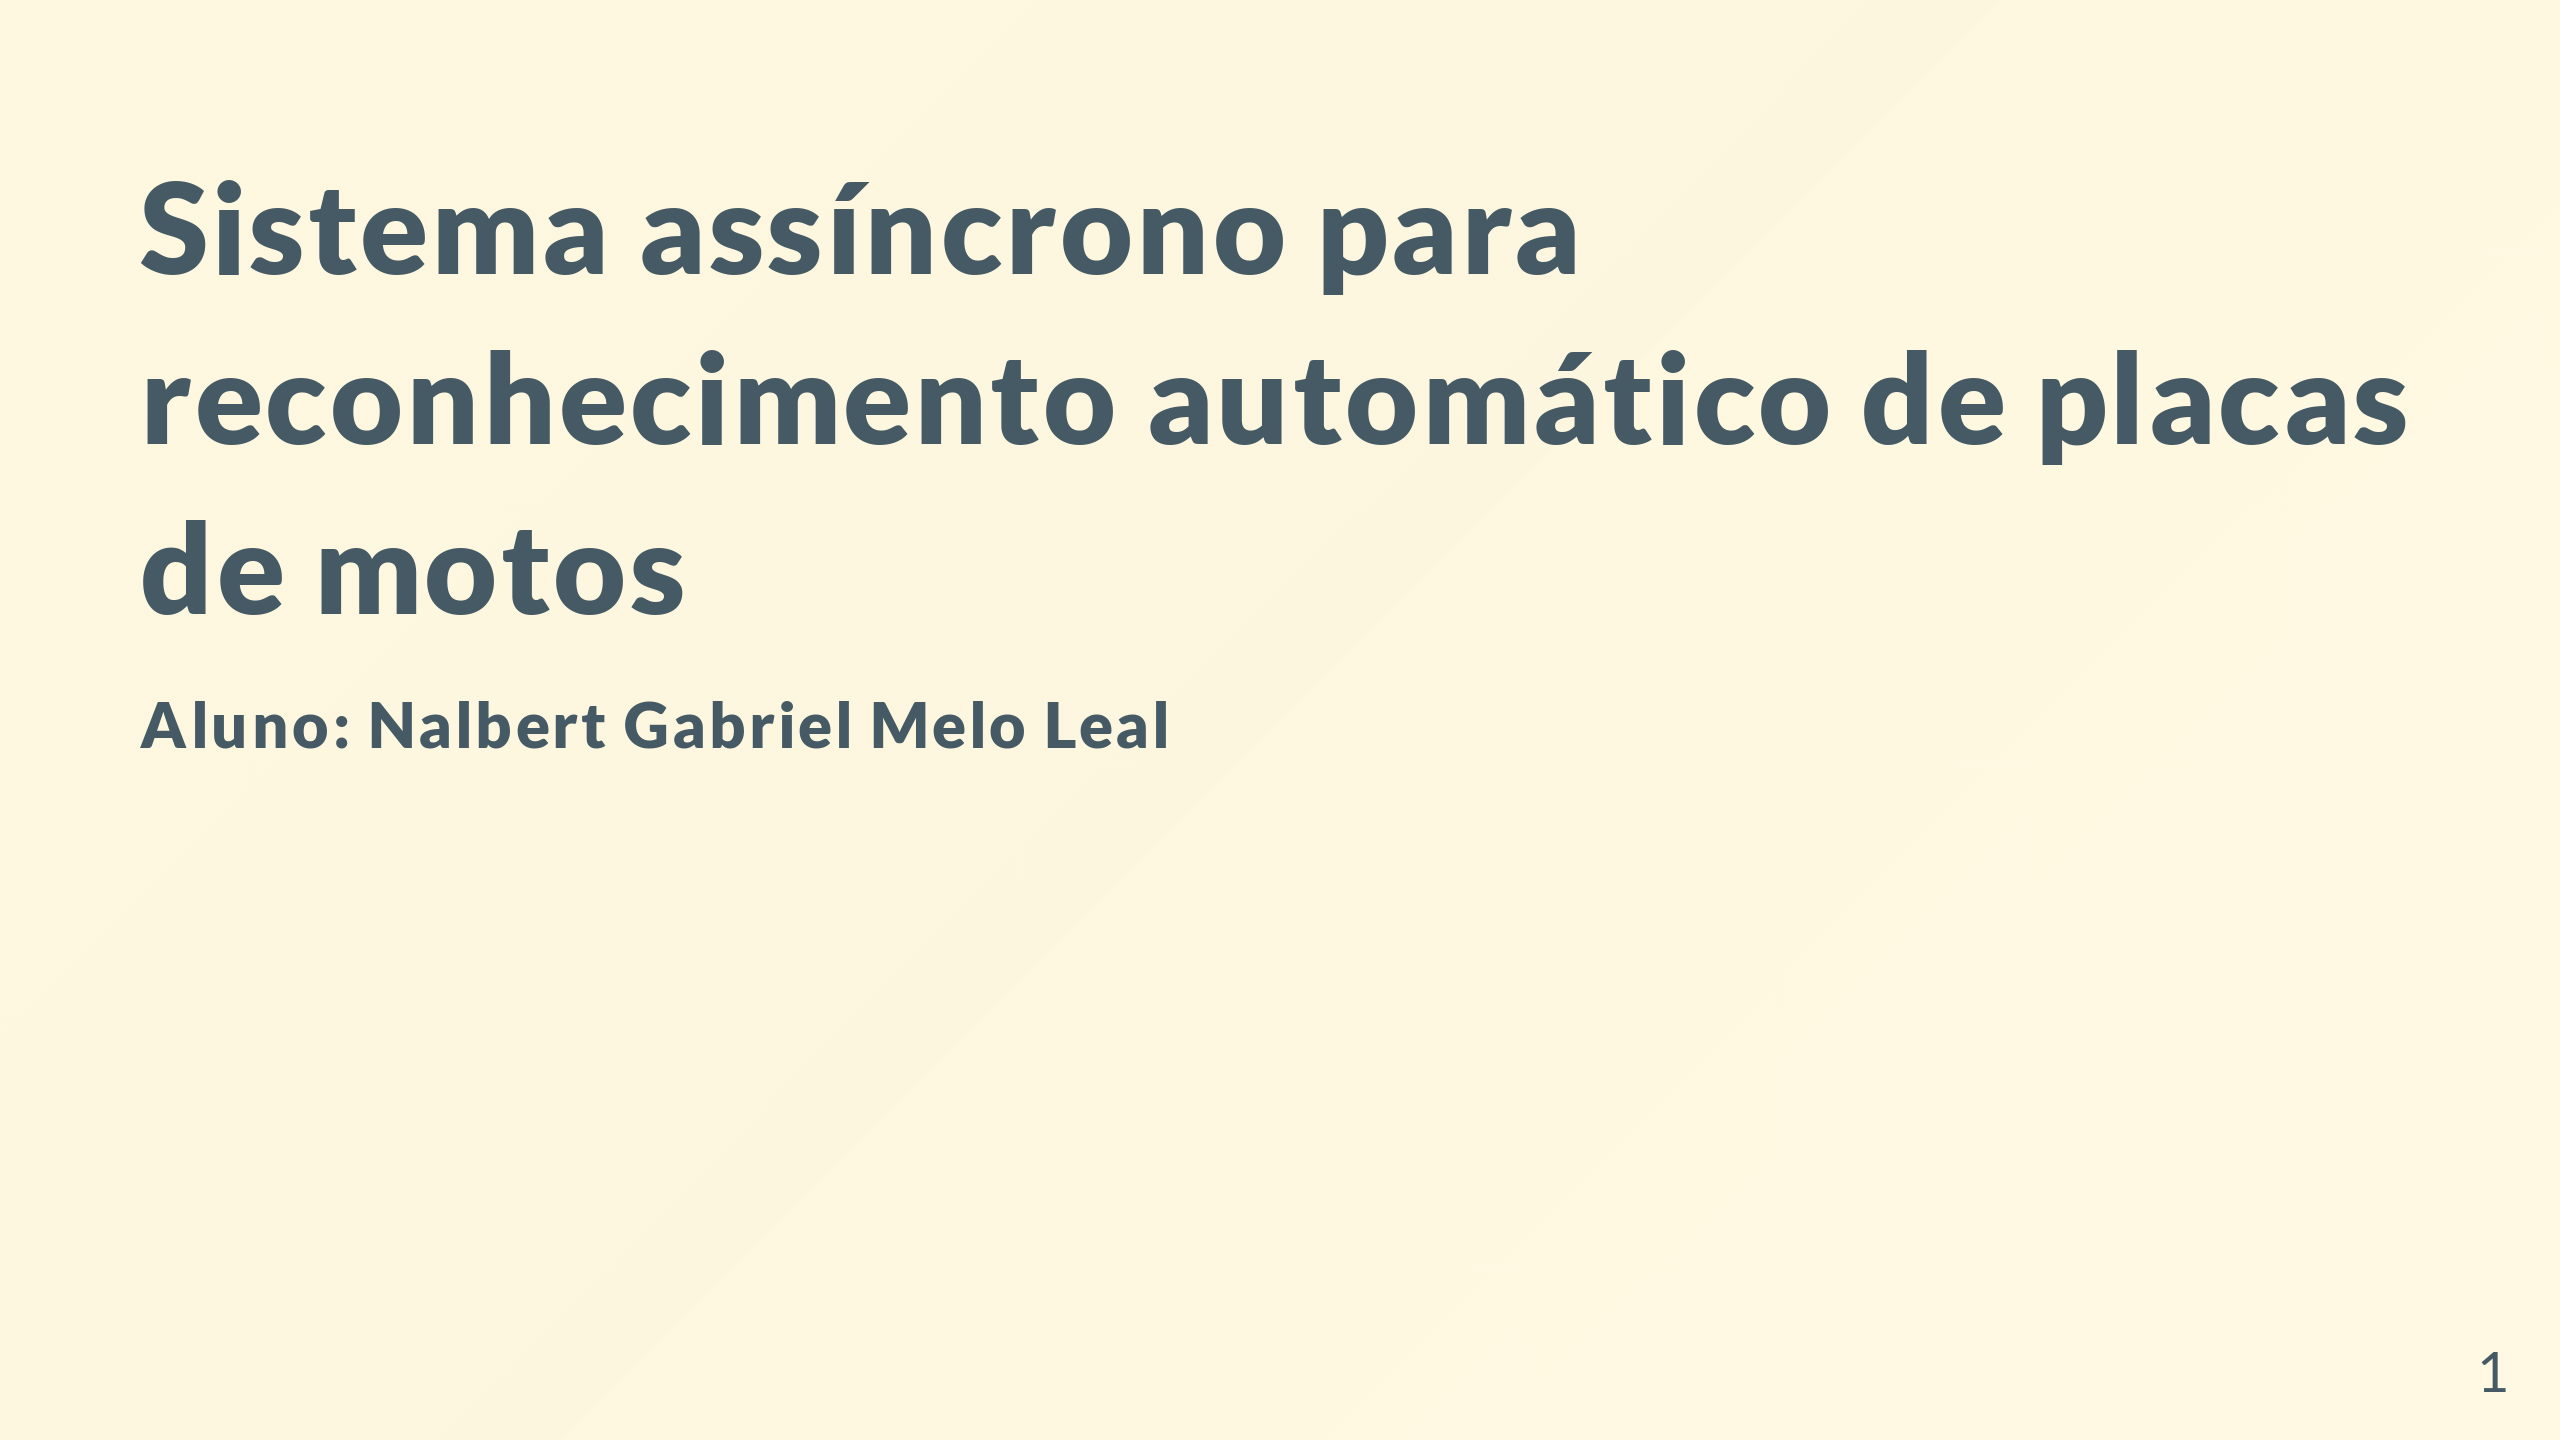 Sistema assíncrono para
reconhecimento automático de placas
de motos
Aluno: Nalbert Gabriel Melo Leal
1